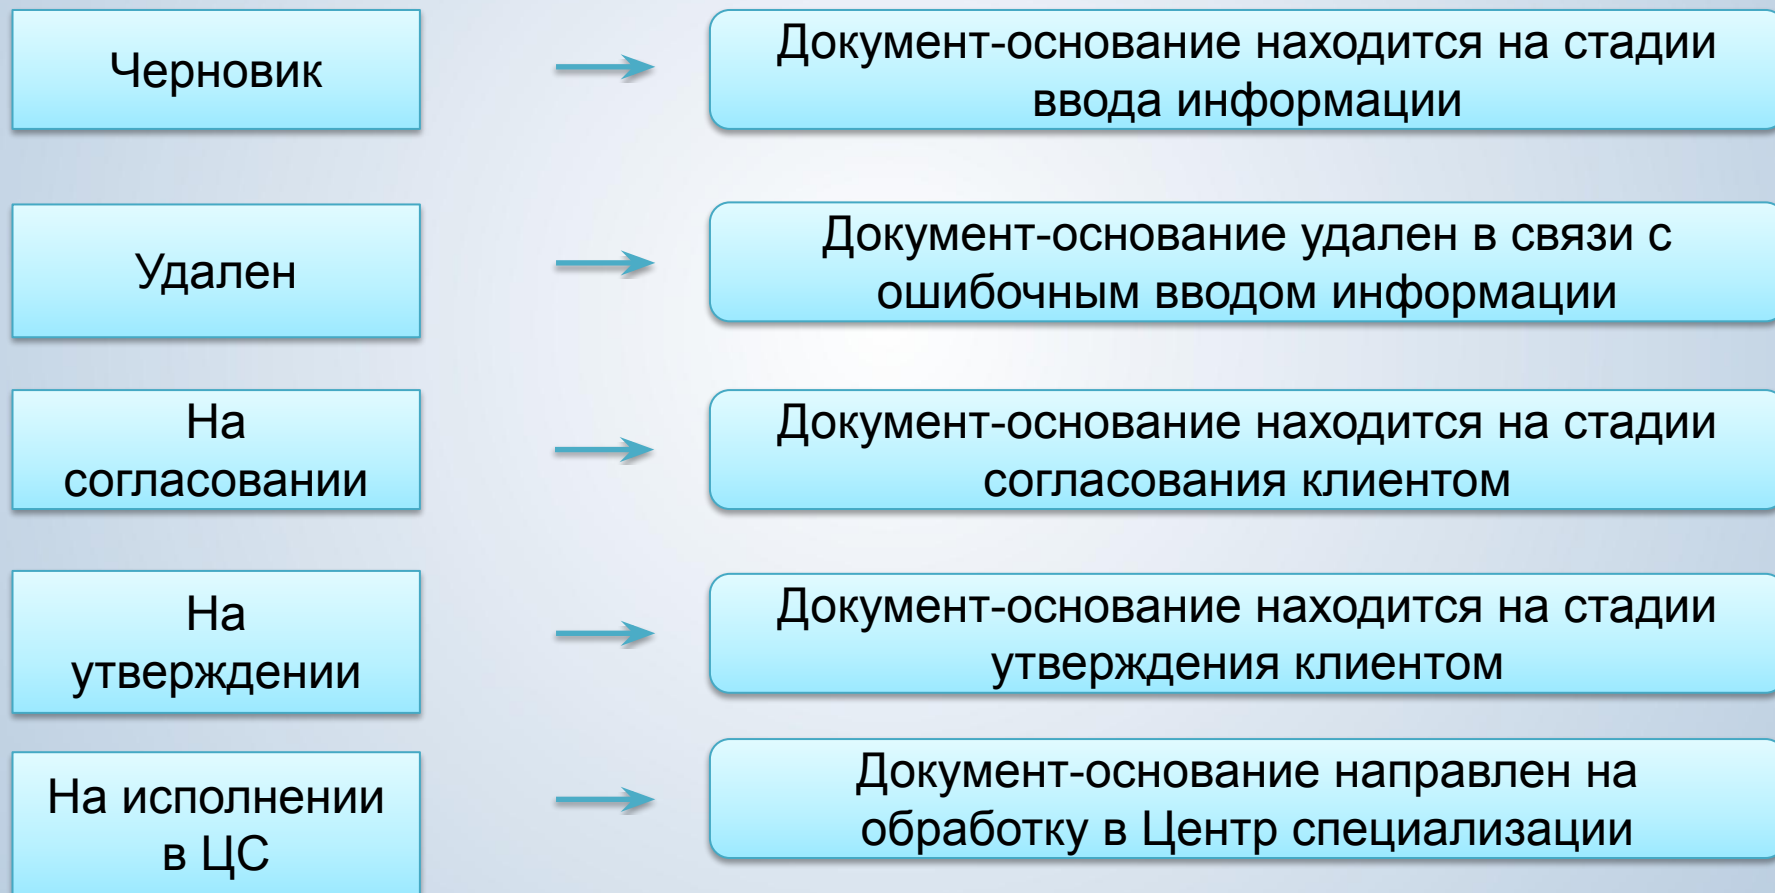 Черновик
Документ-основание находится на стадии
ввода информации
Удален
Документ-основание удален в связи с
ошибочным вводом информации
На
согласовании
Документ-основание находится на стадии
согласования клиентом
На
утверждении
Документ-основание находится на стадии
утверждения клиентом
На исполнении
в ЦС
Документ-основание направлен на
обработку в Центр специализации